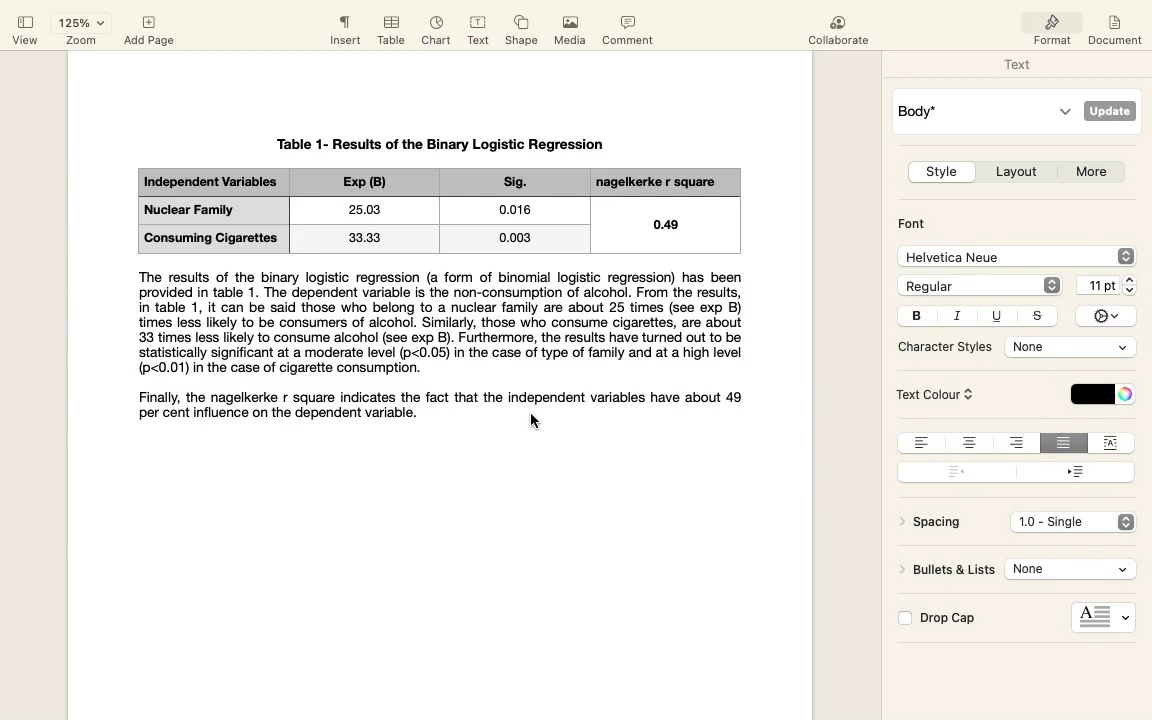 125%
View
Zoom
Add Page
Insert
Table
Chart
Text
Shape
Media
Comment
Collaborate
Format
Document
Text
Body*
Update
Style
Layout
More
Font
Helvetica Neue
Regular
11 pt
B I U S
Character Styles
None
Text Colour
Spacing
1.0 - Single
Bullets & Lists
None
Drop Cap
A
Table 1- Results of the Binary Logistic Regression
Independent Variables Exp (B) Sig. nagelkerke r square
Nuclear Family 25.03 0.016
0.49
Consuming Cigarettes 33.33 0.003
The results of the binary logistic regression (a form of binomial logistic regression) has been
provided in table 1. The dependent variable is the non-consumption of alcohol. From the results,
in table 1, it can be said those who belong to a nuclear family are about 25 times (see exp B)
times less likely to be consumers of alcohol. Similarly, those who consume cigarettes, are about
33 times less likely to consume alcohol (see exp B). Furthermore, the results have turned out to be
statistically significant at a moderate level (p<0.05) in the case of type of family and at a high level
(p<0.01) in the case of cigarette consumption.
Finally, the nagelkerke r square indicates the fact that the independent variables have about 49
per cent influence on the dependent variable.